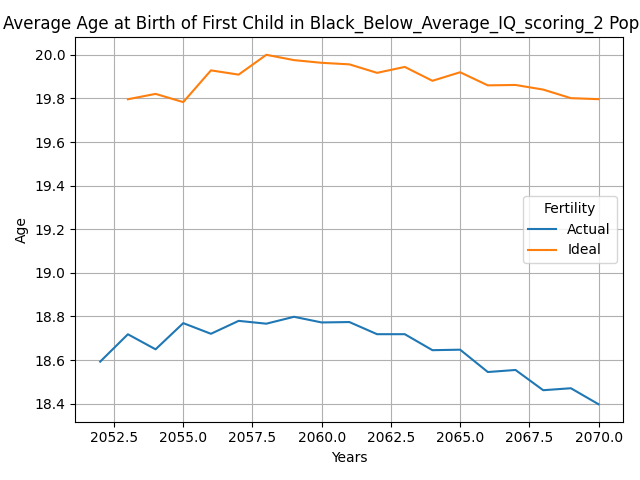 Average Age at Birth of First Child in Black_Below_Average_IQ_scoring_2 Pop
20.0
19.8
19.6
19.4
19.2
19.0
18.8
18.6
18.4
Age
Fertility
Actual
Ideal
2052.5 2055.0 2057.5 2060.0 2062.5 2065.0 2067.5 2070.0
Years